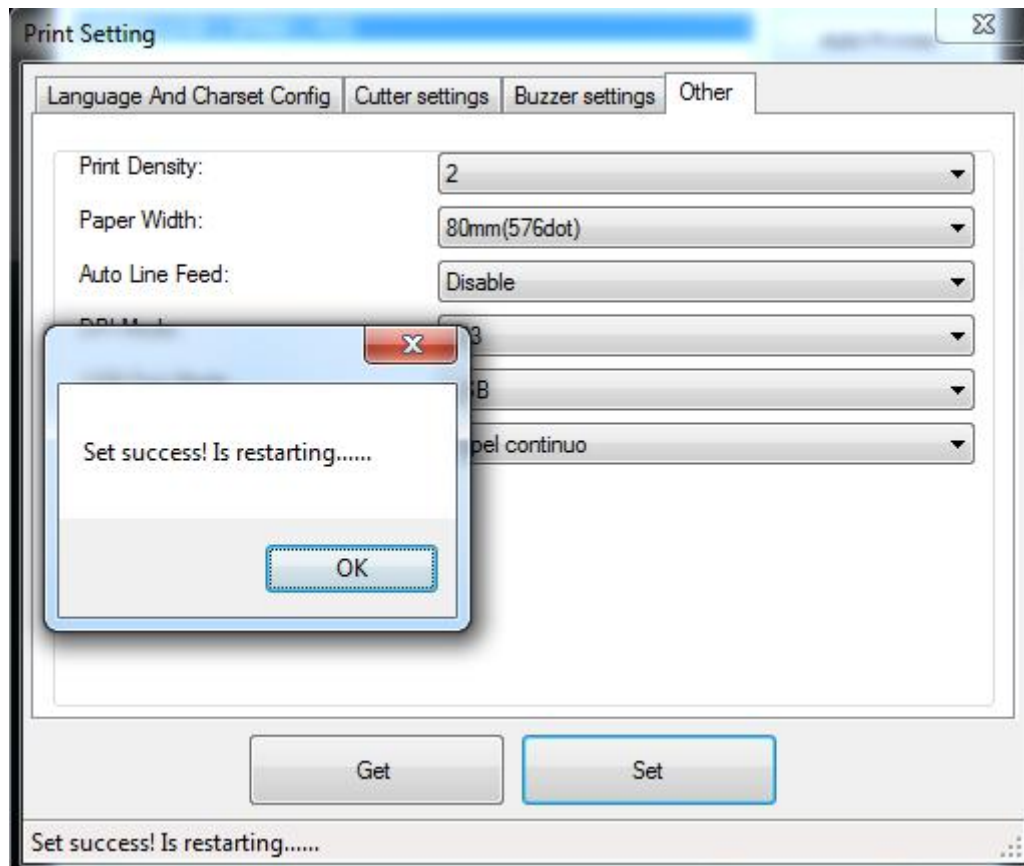 Print Setting
Language And Charset Config Cutter settings Buzzer settings Other
Print Density: 2
Paper Width: 80mm(576dot)
Auto Line Feed: Disable
continuo
Set success! Is restarting......
OK
Get Set
Set success! Is restarting......